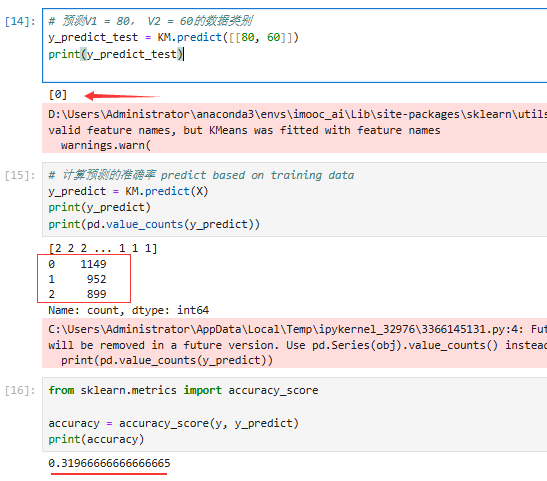 [14]: # 预测V1 = 80, V2 = 60的数据类别
y_predict_test = KM.predict([[80, 60]])
print(y_predict_test)
[0]
D:\Users\Administrator\anaconda3\envs\imooc_ai\Lib\site-packages\sklearn\utils
valid feature names, but KMeans was fitted with feature names
warnings.warn(
[15]: # 计算预测的准确率 predict based on training data
y_predict = KM.predict(X)
print(y_predict)
print(pd.value_counts(y_predict))
[2 2 2 ... 1 1 1]
0 1149
1 952
2 899
Name: count, dtype: int64
C:\Users\Administrator\AppData\Local\Temp\ipykernel_32976\3366145131.py:4: Fut
will be removed in a future version. Use pd.Series(obj).value_counts() instead
print(pd.value_counts(y_predict))
[16]: from sklearn.metrics import accuracy_score
accuracy = accuracy_score(y, y_predict)
print(accuracy)
0.31966666666666665